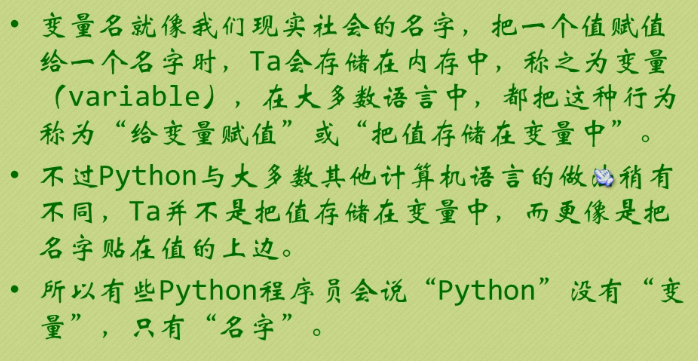 • 变量名就像我们现实社会的名字，把一个值赋值
给一个名字时，Ta会存储在内存中，称之为变量
（variable），在大多数语言中，都把这种行为
称为“给变量赋值”或“把值存储在变量中”。
• 不过Python与大多数其他计算机语言的做法稍有
不同，Ta并不是把值存储在变量中，而更像是把
名字贴在值的上边。
• 所以有些Python程序员会说“Python”没有“变
量”，只有“名字”。